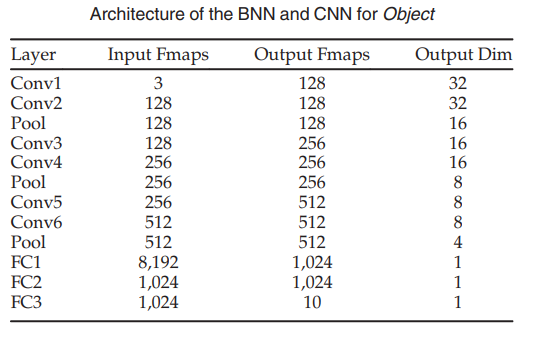 Architecture of the BNN and CNN for Object
Layer Input Fmaps Output Fmaps Output Dim
Conv1 3 128 32
Conv2 128 128 32
Pool 128 128 16
Conv3 128 256 16
Conv4 256 256 16
Pool 256 256 8
Conv5 256 512 8
Conv6 512 512 8
Pool 512 512 4
FC1 8,192 1,024 1
FC2 1,024 1,024 1
FC3 1,024 10 1